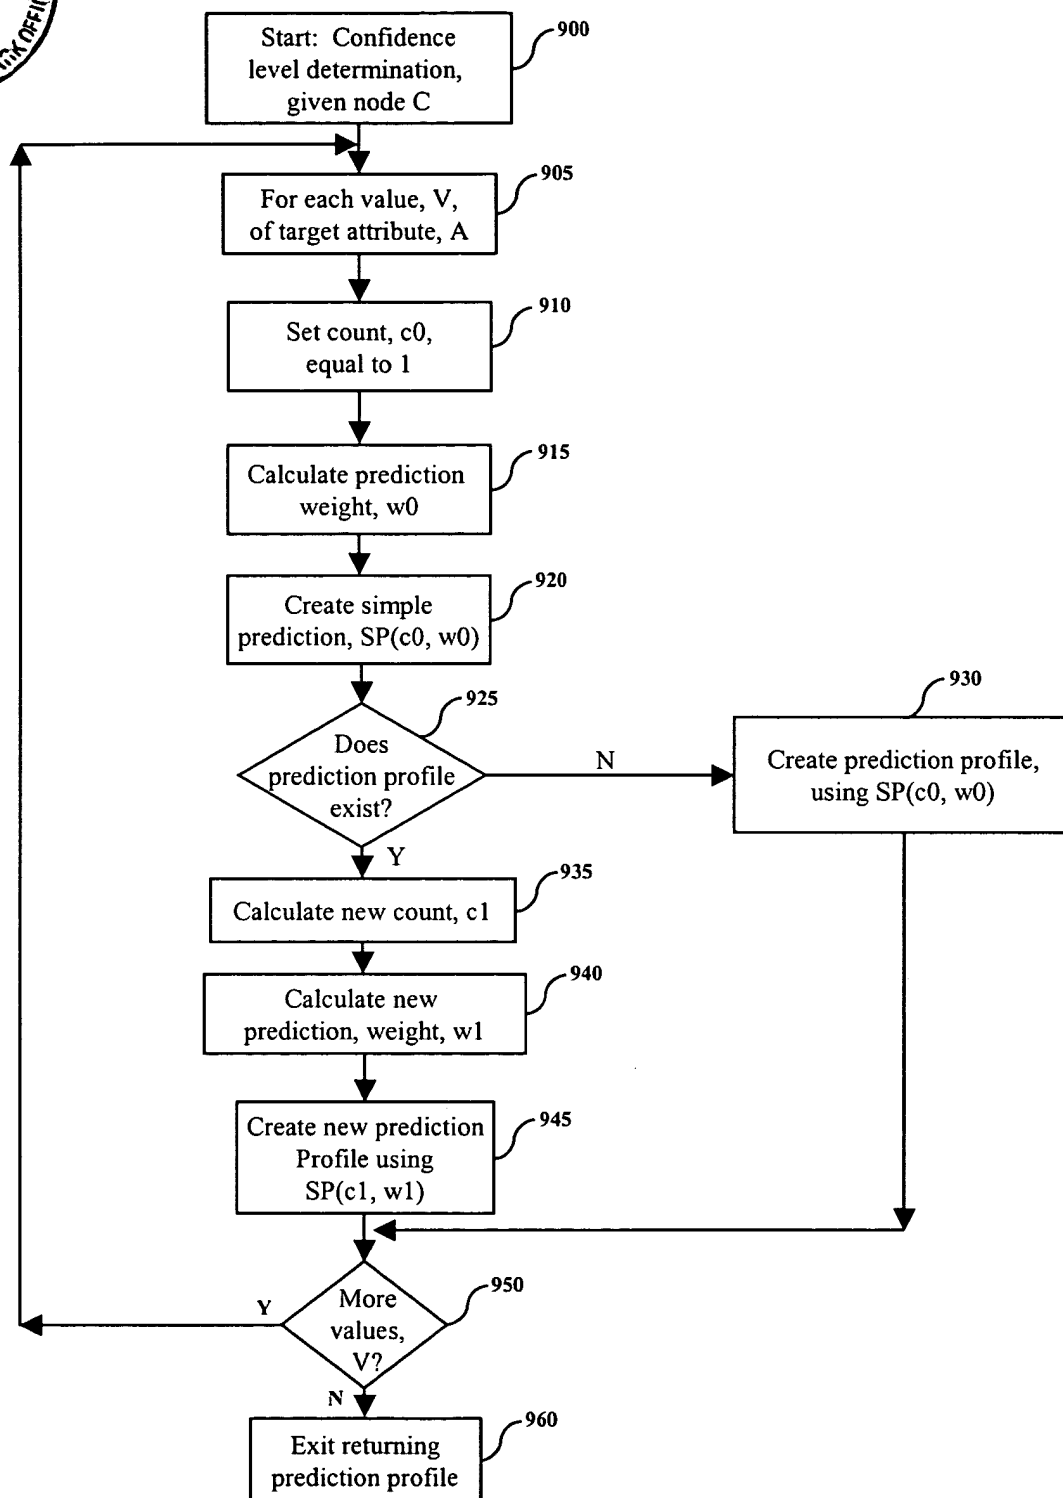 Start: Confidence
level determination,
given node C
900
For each value, V,
of target attribute, A
905
Set count, c0,
equal to 1
910
Calculate prediction
weight, w0
915
Create simple
prediction, SP(c0, w0)
920
Does
prediction profile
exist?
925
N
Create prediction profile,
using SP(c0, w0)
930
Y
Calculate new count, c1
935
Calculate new
prediction, weight, w1
940
Create new prediction
Profile using
SP(c1, w1)
945
More
values,
V?
950
Y
N
Exit returning
prediction profile
960